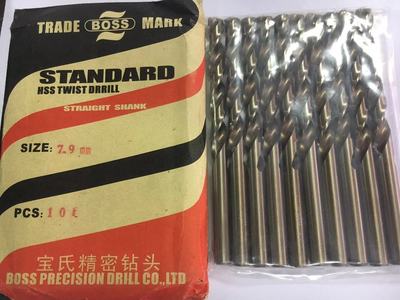 TRADE BOSS MARK
STANDARD
HSS TWIST DRRILL
STRAIGHT SHANK
SIZE: 7.9 mm
PCS: 10
宝氏精密钻头
BOSS PRECISION DRILL CO.,LTD